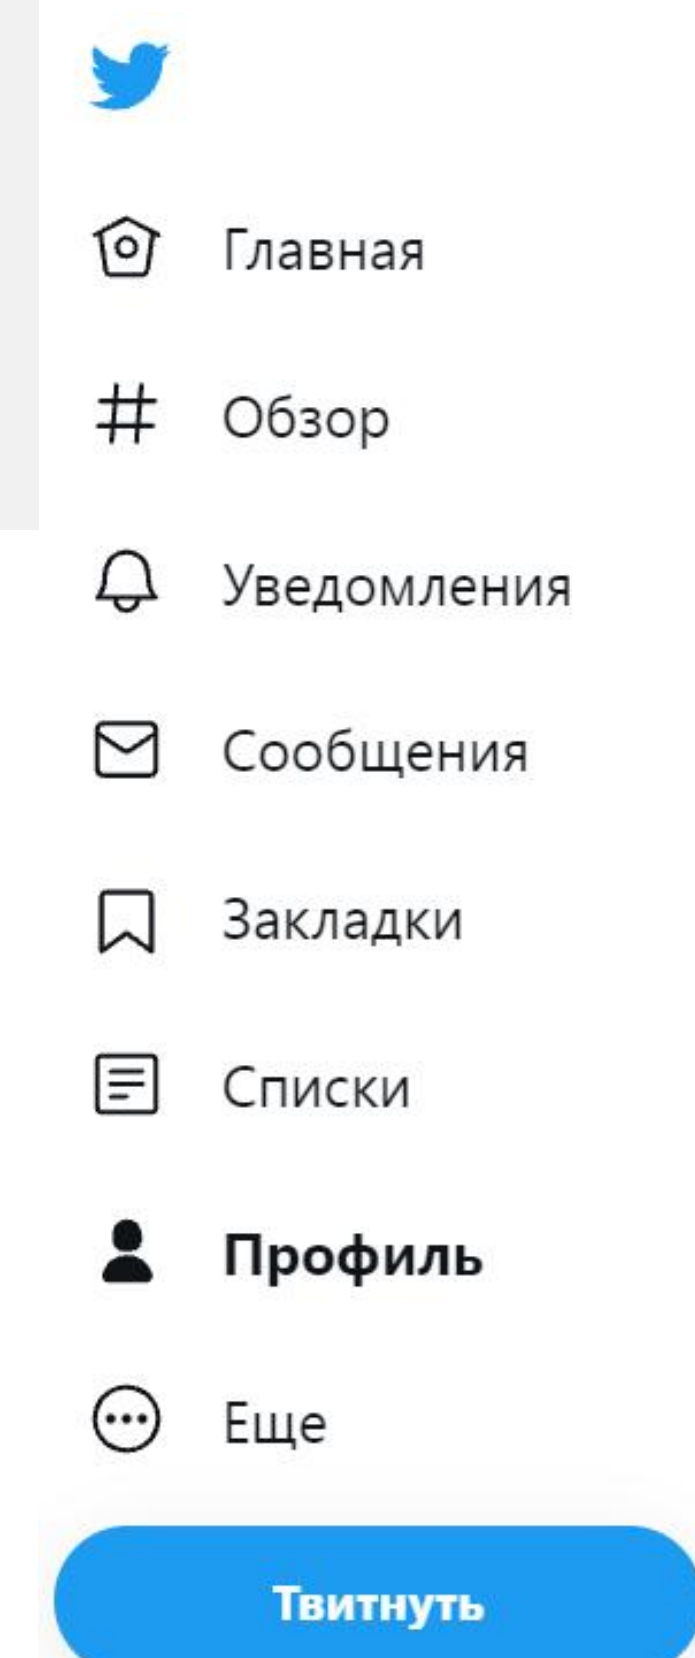 Главная
Обзор
Уведомления
Сообщения
Закладки
Списки
Профиль
Еще
Твитнуть